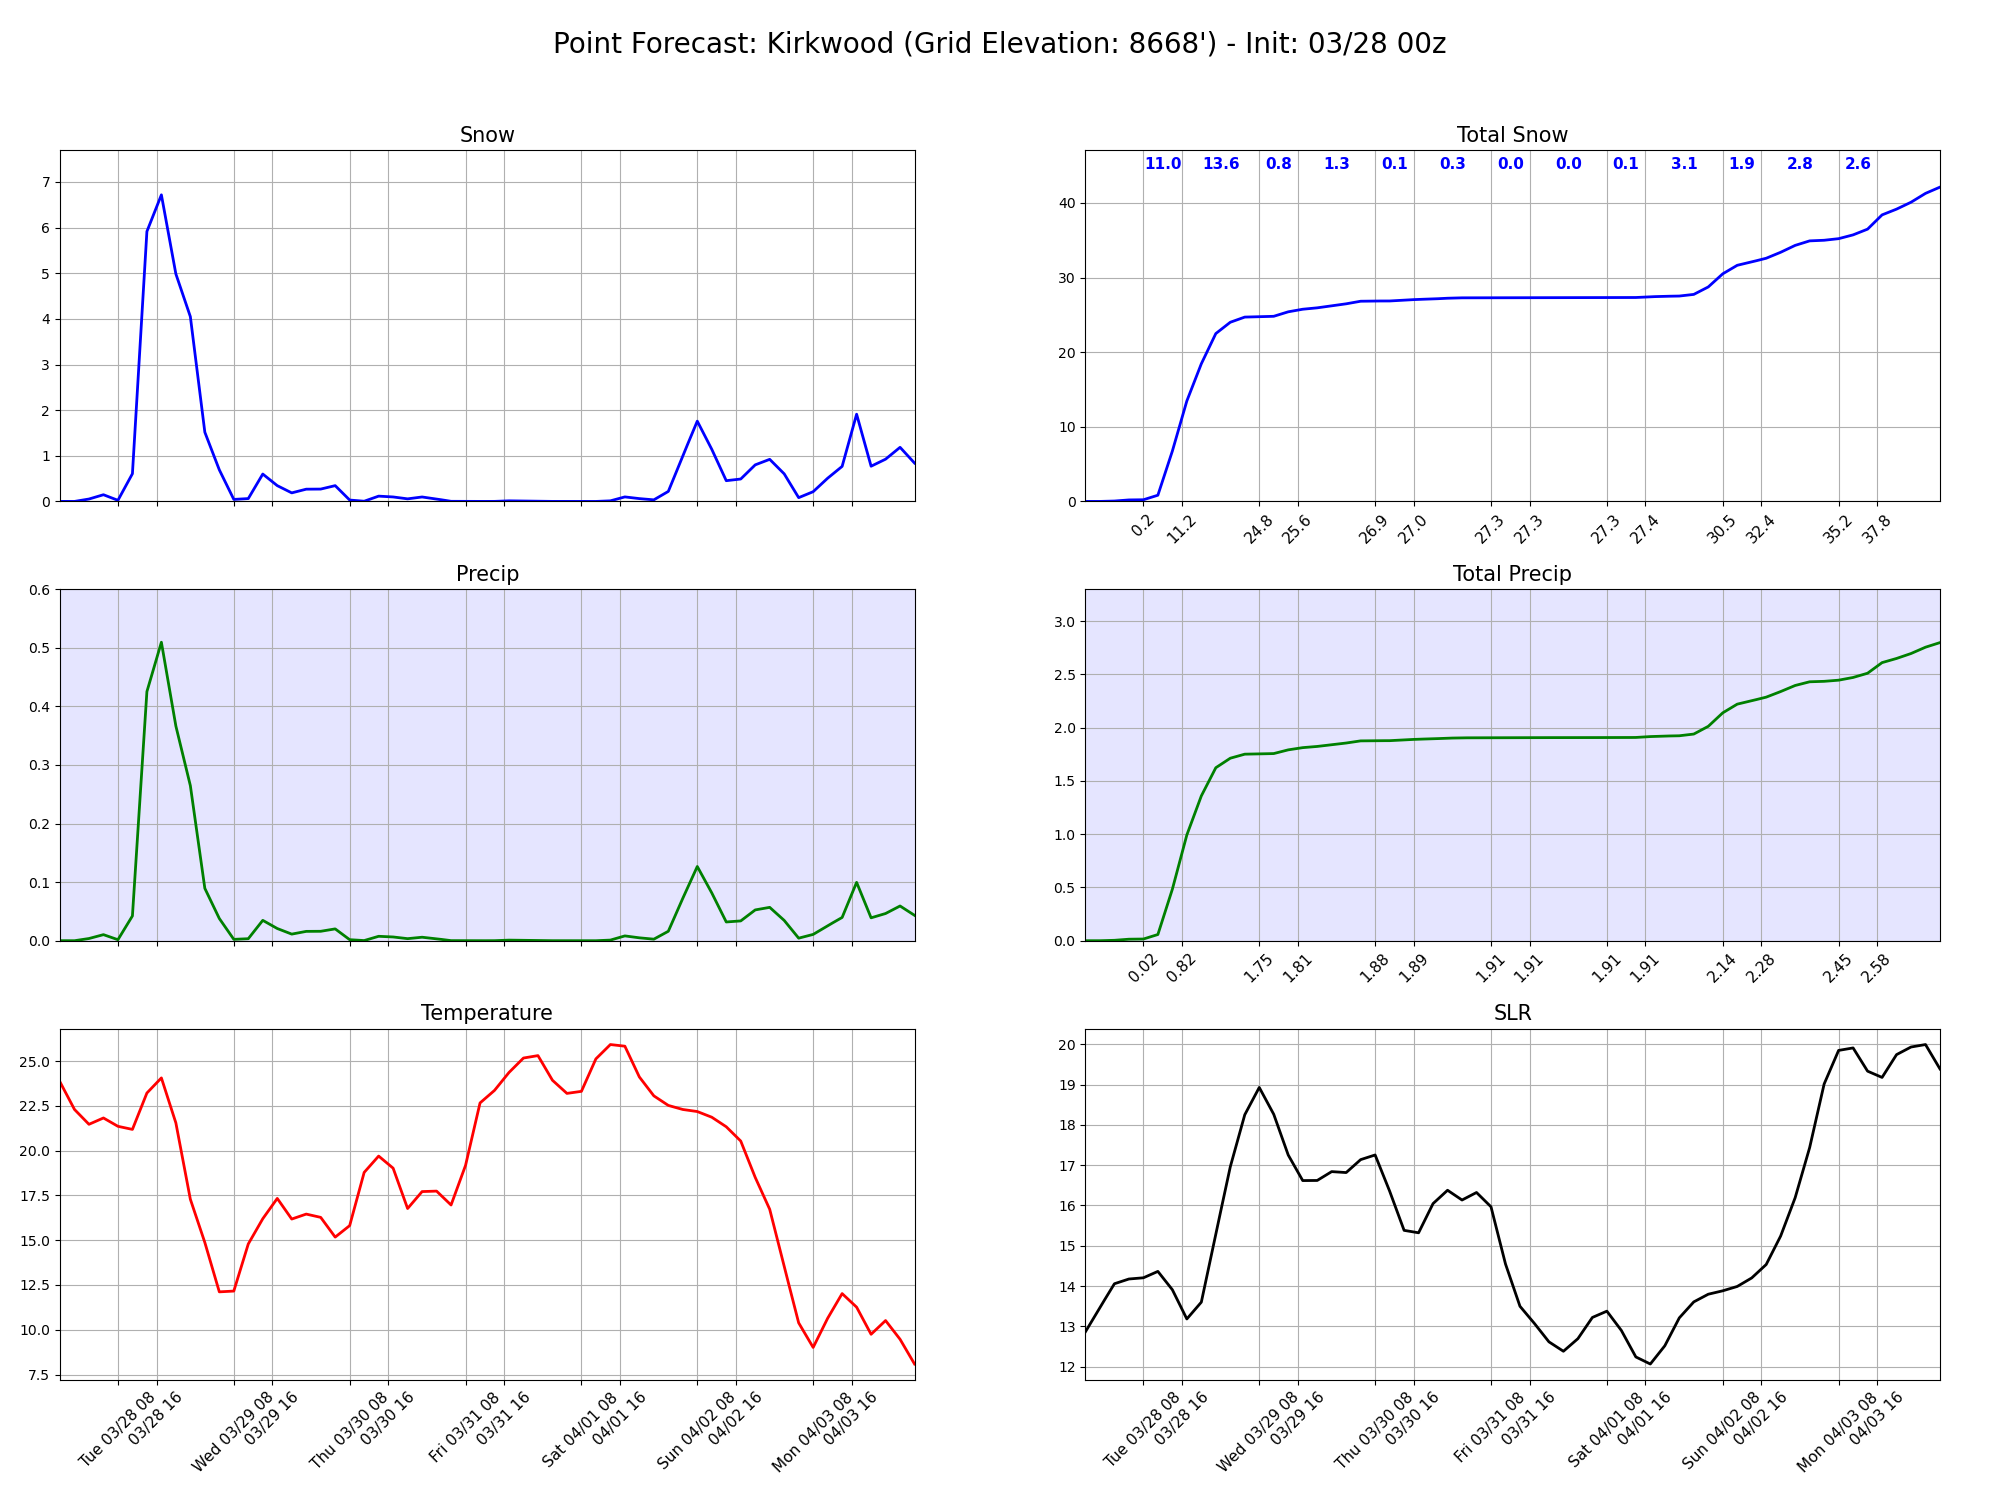 Point Forecast: Kirkwood (Grid Elevation: 8668') - Init: 03/28 00z
Snow
7
6
5
4
3
2
1
0
Total Snow
11.0 13.6 0.8 1.3 0.1 0.3 0.0 0.0 0.1 3.1 1.9 2.8 2.6
40
30
20
10
0
0.2 11.2 24.8 25.6 26.9 27.0 27.3 27.3 27.3 27.4 30.5 32.4 35.2 37.8
Precip
0.6
0.5
0.4
0.3
0.2
0.1
0.0
Total Precip
3.0
2.5
2.0
1.5
1.0
0.5
0.0
0.02 0.82 1.75 1.81 1.88 1.89 1.91 1.91 1.91 1.91 2.14 2.28 2.45 2.58
Temperature
25.0
22.5
20.0
17.5
15.0
12.5
10.0
7.5
Tue 03/28 08
03/28 16
Wed 03/29 08
03/29 16
Thu 03/30 08
03/30 16
Fri 03/31 08
03/31 16
Sat 04/01 08
04/01 16
Sun 04/02 08
04/02 16
Mon 04/03 08
04/03 16
SLR
20
19
18
17
16
15
14
13
12
Tue 03/28 08
03/28 16
Wed 03/29 08
03/29 16
Thu 03/30 08
03/30 16
Fri 03/31 08
03/31 16
Sat 04/01 08
04/01 16
Sun 04/02 08
04/02 16
Mon 04/03 08
04/03 16